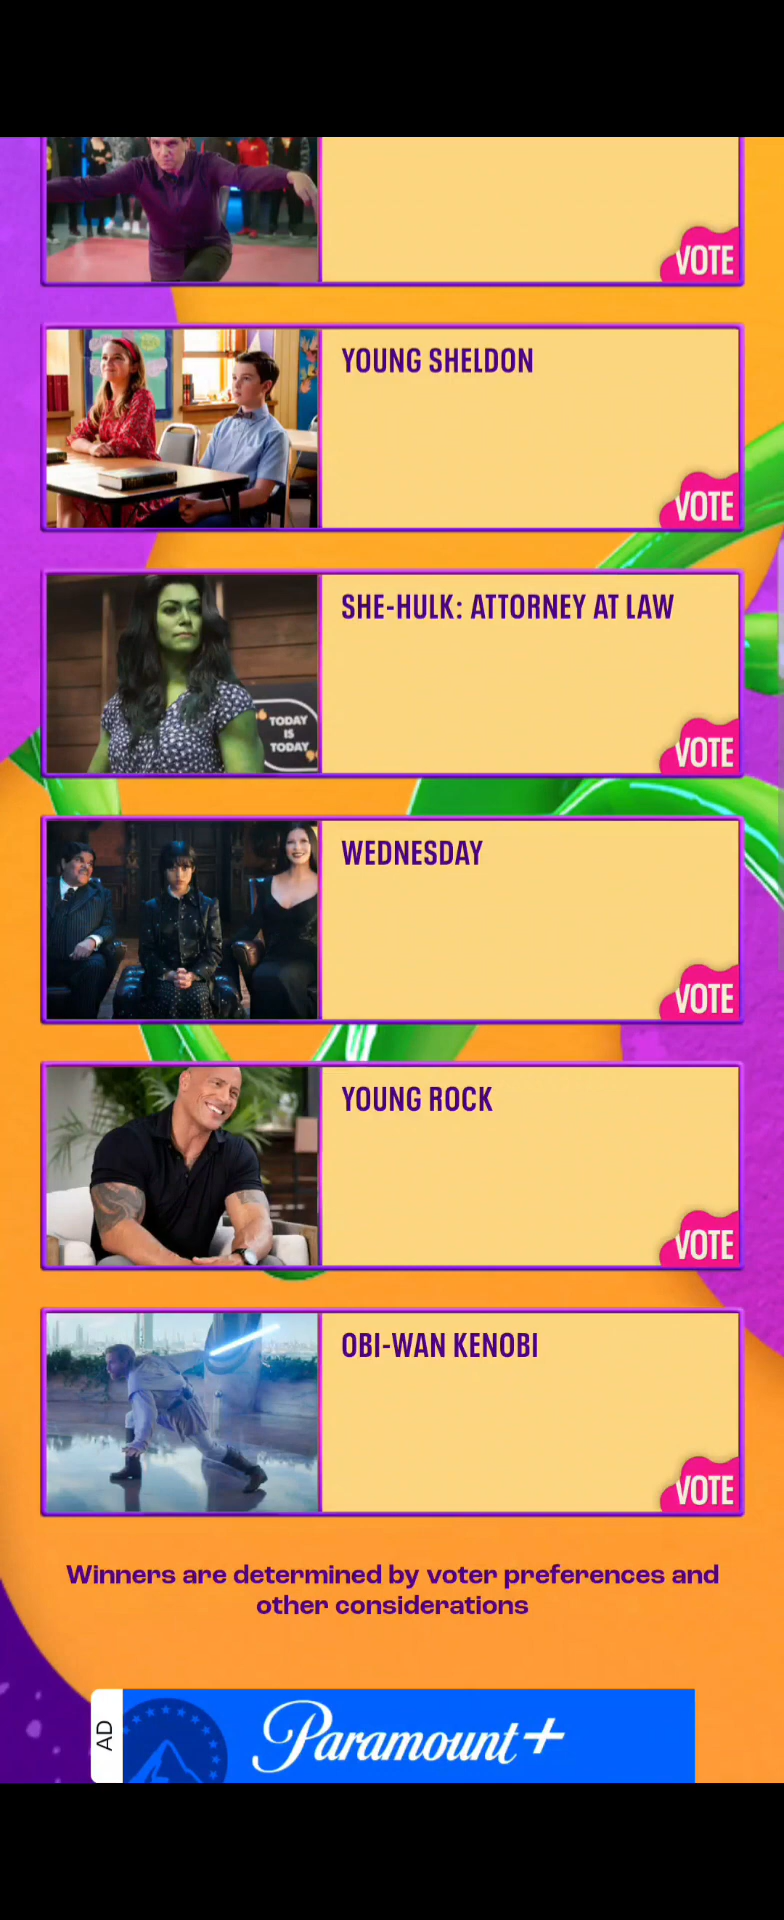 VOTE
YOUNG SHELDON
VOTE
SHE-HULK: ATTORNEY AT LAW
TODAY
IS
TODAY
VOTE
WEDNESDAY
VOTE
YOUNG ROCK
VOTE
OBI-WAN KENOBI
VOTE
Winners are determined by voter preferences and
other considerations
AD
Paramount+